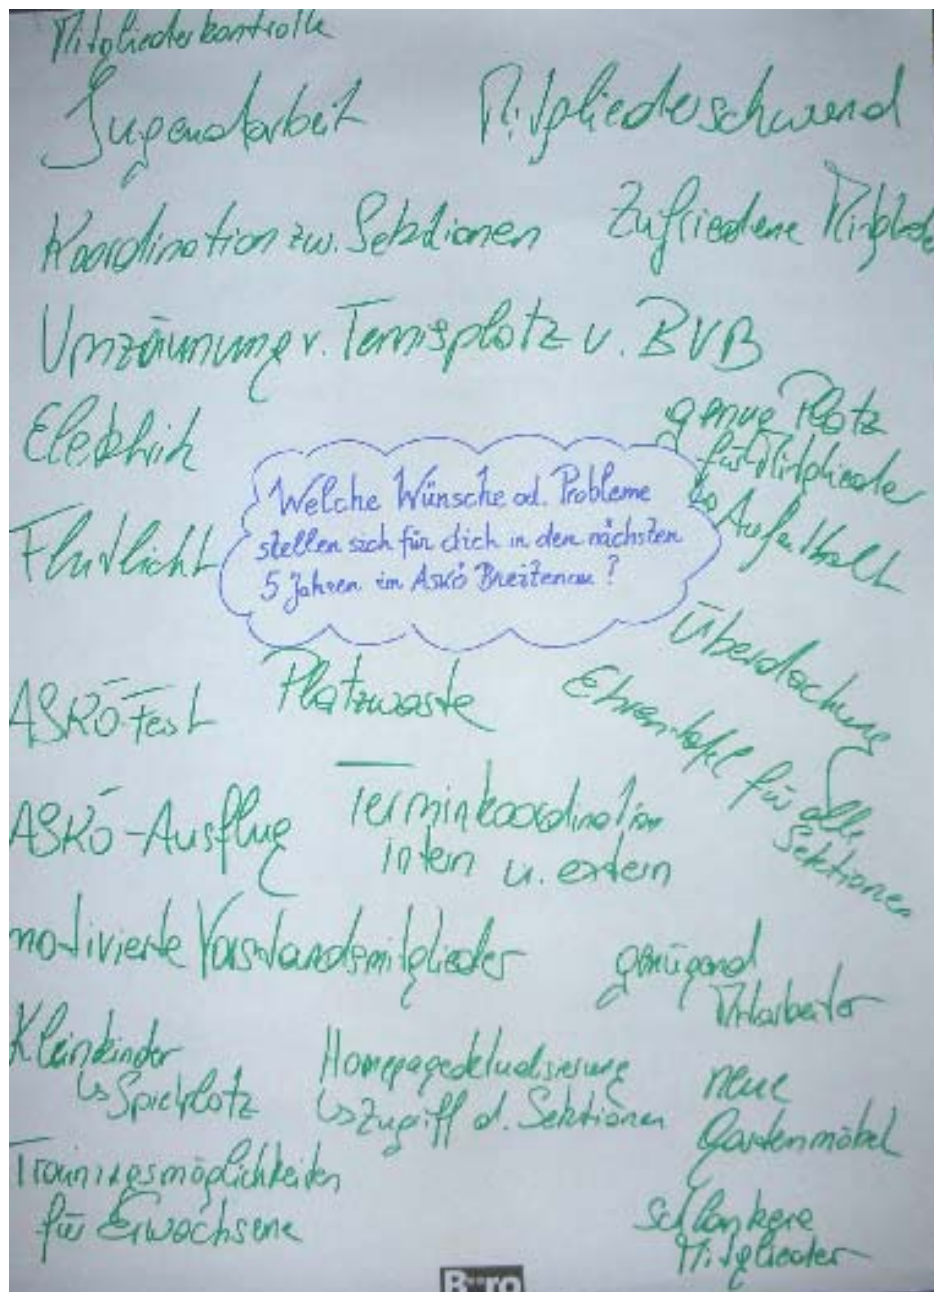 Mitgliederkontrolle
Jugendarbeit
Mitgliederschwund
Koordination zw. Sektionen
Zufriedene Mitgliede
Umzäunung v. Tennisplatz u. BVB
Elektrik
genug Platz
für Mitglieder
↳ Aufenthalt
Welche Wünsche od. Probleme
stellen sich für dich in den nächsten
5 Jahren im Askö Breitenau?
Flutlicht
Überdachung
ASKÖ-Fest
Platzwarte
Ehrentafel für alle
Sektionen
ASKÖ-Ausflug
Terminkoordination
intern u. extern
motivierte Vorstandsmitglieder
genügend
Mitarbeiter
Kleinkinder
↳ Spielplatz
Homepageaktualisierung
↳ Zugriff d. Sektionen
neue
Gartenmöbel
Trainingsmöglichkeiten
für Erwachsene
schlankere
Mitglieder